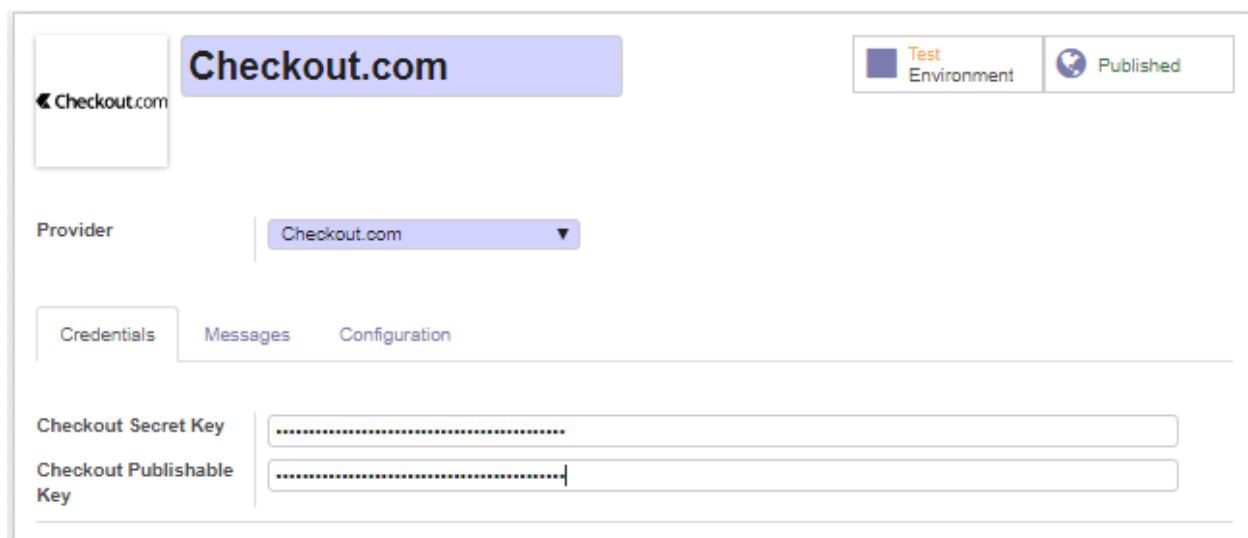 Checkout.com
Test
Environment
Published
Checkout.com
Provider
Checkout.com
Credentials
Messages
Configuration
Checkout Secret Key
Checkout Publishable
Key